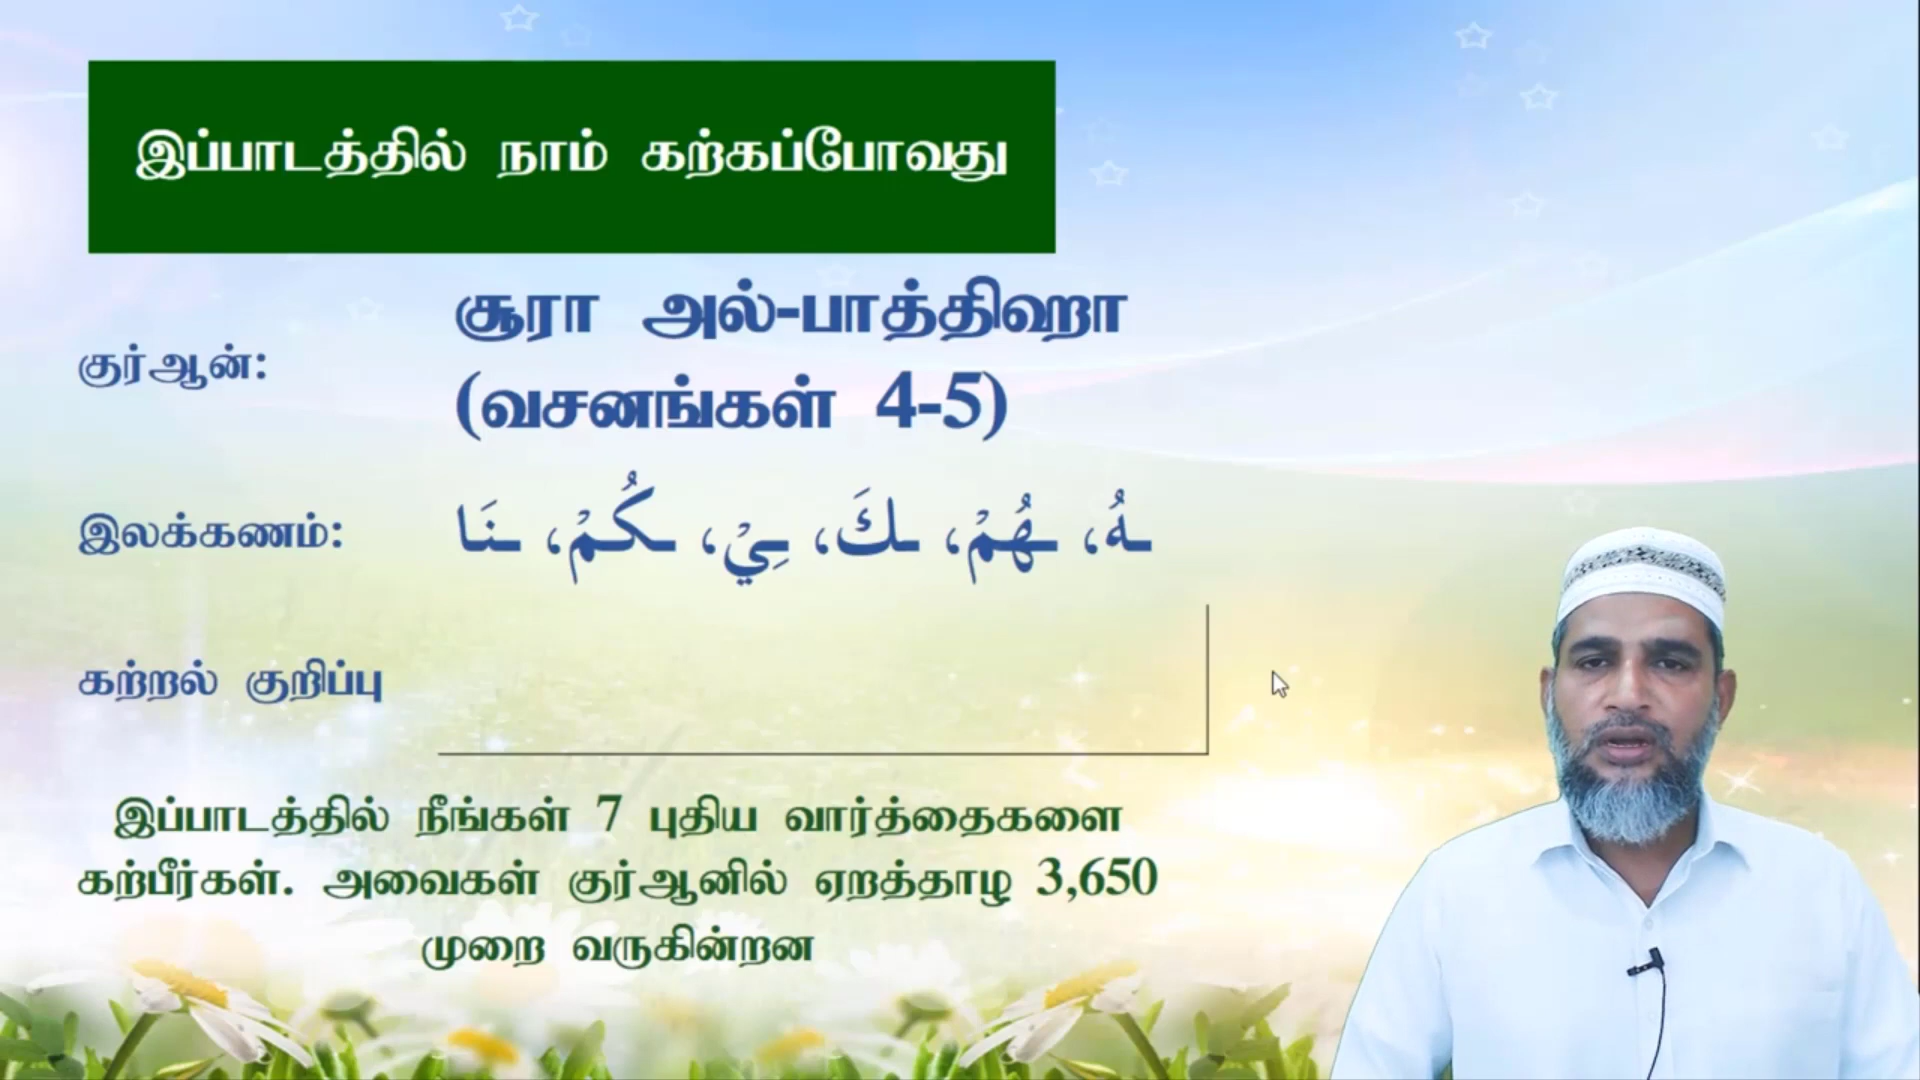 இப்பாடத்தில் நாம் கற்கப்போவது
குர்ஆன்:
சூரா அல்-பாத்திஹா
(வசனங்கள் 4-5)
இலக்கணம்:
ـهُ، ـهُمْ، ـكَ، ـِيْ، ـكُمْ، ـنَا
கற்றல் குறிப்பு
இப்பாடத்தில் நீங்கள் 7 புதிய வார்த்தைகளை
கற்பீர்கள். அவைகள் குர்ஆனில் ஏறத்தாழ 3,650
முறை வருகின்றன